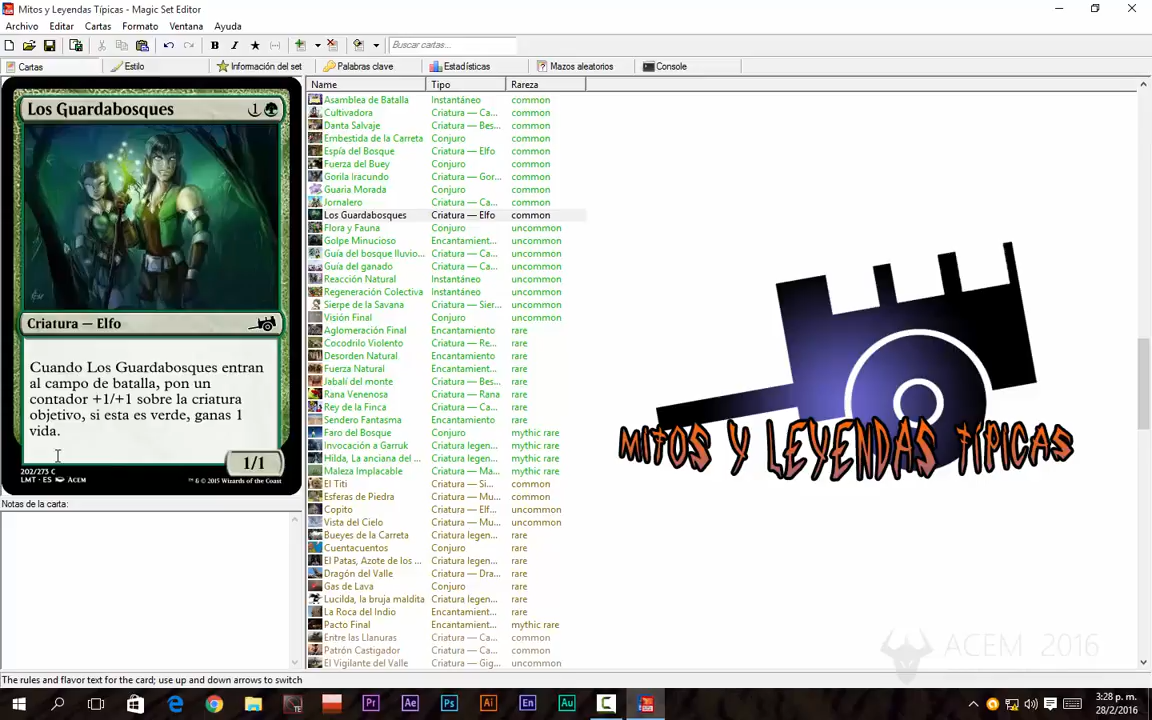 Mitos y Leyendas Típicas - Magic Set Editor
Archivo Editar Cartas Formato Ventana Ayuda
B I Buscar cartas...
Cartas Estilo Información del set Palabras clave Estadísticas Mazos aleatorios Console
Los Guardabosques 1
Criatura — Elfo
Cuando Los Guardabosques entran
al campo de batalla, pon un
contador +1/+1 sobre la criatura
objetivo, si esta es verde, ganas 1
vida.
1/1
202/273 C
LMT · ES Acem
™ & © 2015 Wizards of the Coast
Notas de la carta:
Name Tipo Rareza
Asamblea de Batalla Instantáneo common
Cultivadora Criatura — Ca... common
Danta Salvaje Criatura — Bes... common
Embestida de la Carreta Conjuro common
Espía del Bosque Criatura — Elfo common
Fuerza del Buey Conjuro common
Gorila Iracundo Criatura — Gor... common
Guaria Morada Conjuro common
Jornalero Criatura — Ca... common
Los Guardabosques Criatura — Elfo common
Flora y Fauna Conjuro uncommon
Golpe Minucioso Encantamient... uncommon
Guía del bosque lluvio... Criatura — Ca... uncommon
Guía del ganado Criatura — Ca... uncommon
Reacción Natural Instantáneo uncommon
Regeneración Colectiva Instantáneo uncommon
Sierpe de la Savana Criatura — Sier... uncommon
Visión Final Conjuro uncommon
Aglomeración Final Encantamiento rare
Cocodrilo Violento Criatura — Re... rare
Desorden Natural Encantamiento rare
Fuerza Natural Encantamient... rare
Jabalí del monte Criatura — Bes... rare
Rana Venenosa Criatura — Rana rare
Rey de la Finca Criatura — Ca... rare
Sendero Fantasma Encantamiento rare
Faro del Bosque Conjuro mythic rare
Invocación a Garruk Criatura legen... mythic rare
Hilda, La anciana del ... Criatura legen... mythic rare
Maleza Implacable Encantamient... mythic rare
El Titi Criatura — Si... common
Esferas de Piedra Criatura — Mu... common
Copito Criatura — Elf... uncommon
Vista del Cielo Criatura — Mu... uncommon
Bueyes de la Carreta Criatura legen... rare
Cuentacuentos Conjuro rare
El Patas, Azote de los ... Criatura legen... rare
Dragón del Valle Criatura — Dra... rare
Gas de Lava Conjuro rare
Lucilda, la bruja maldita Criatura legen... rare
La Roca del Indio Encantamient... rare
Pacto Final Encantamient... mythic rare
Entre las Llanuras Criatura — Ca... common
Patrón Castigador Criatura — Ca... common
El Vigilante del Valle Criatura — Gig... uncommon
MITOS Y LEYENDAS TÍPICAS
ACEM 2016
The rules and flavor text for the card; use up and down arrows to switch
Pr Ae Ps Ai En Au
3:28 p. m.
28/2/2016